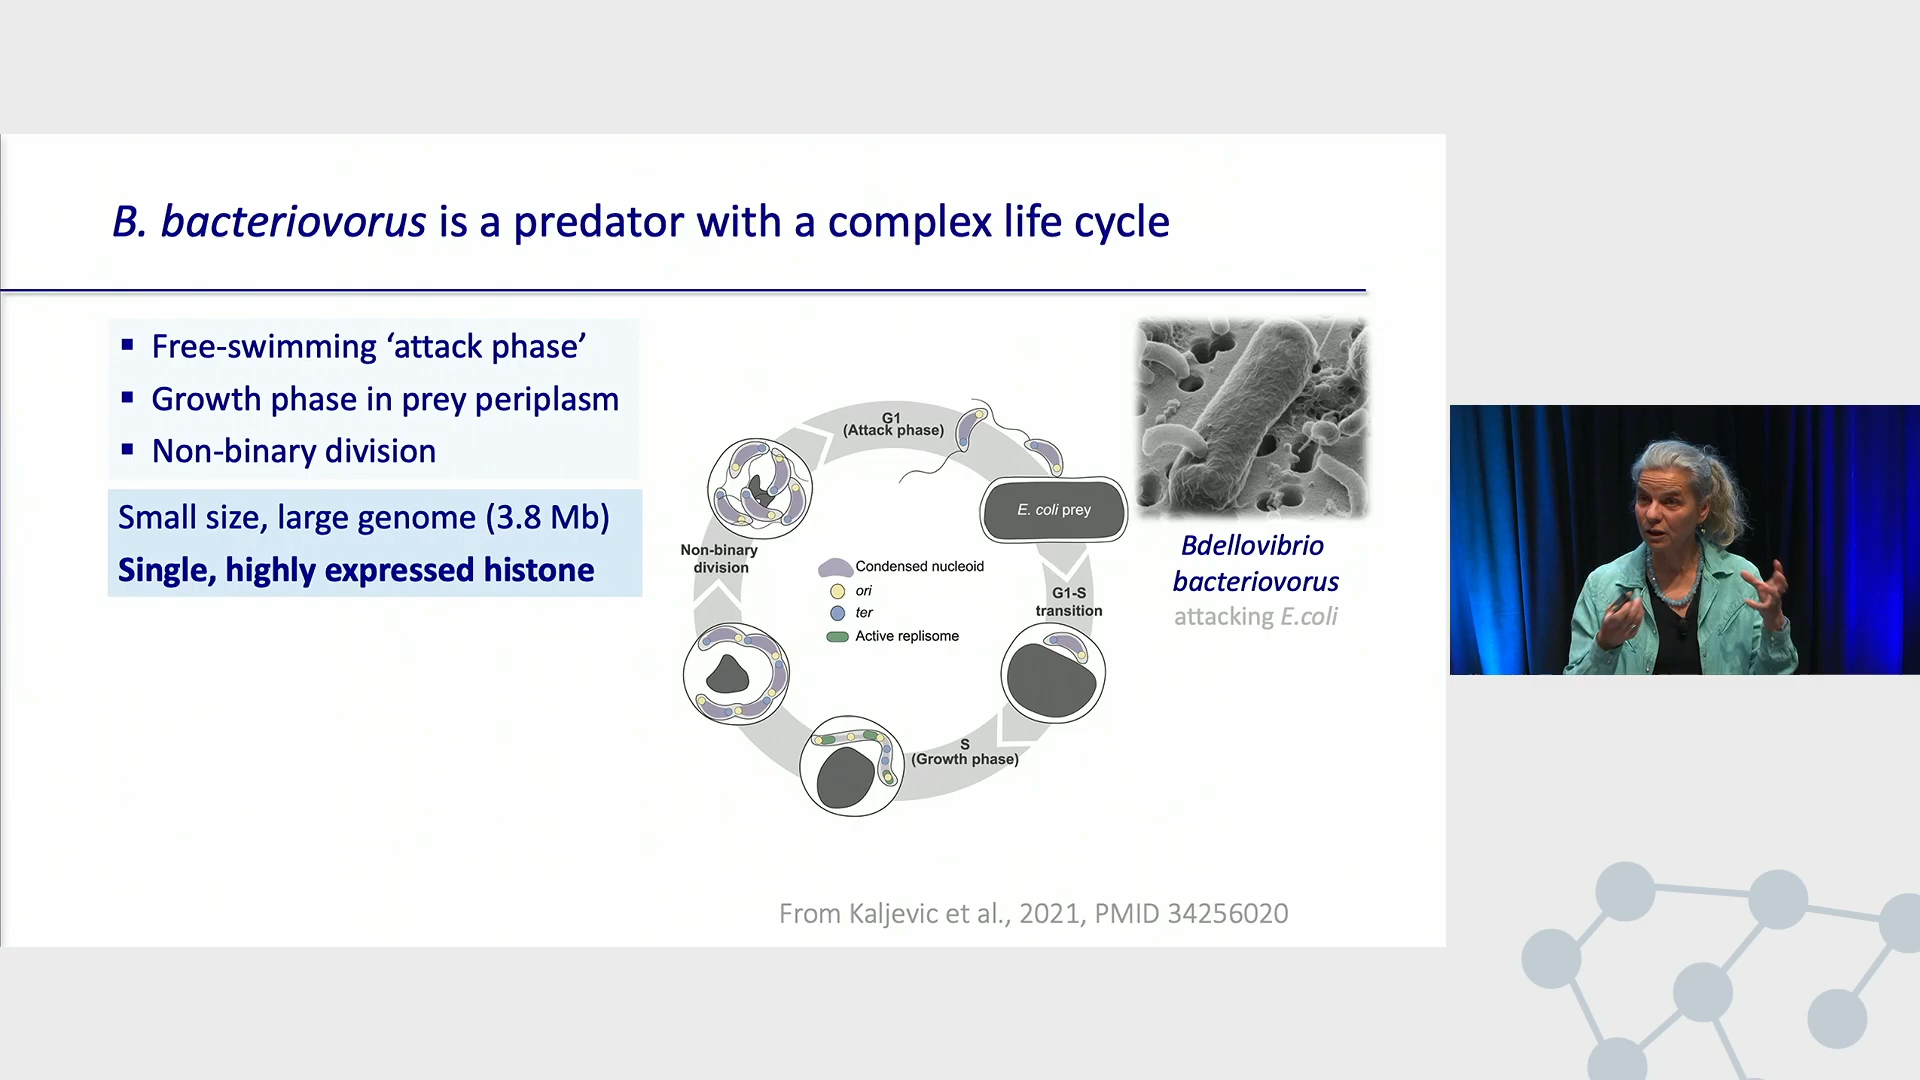 B. bacteriovorus is a predator with a complex life cycle
▪ Free-swimming ‘attack phase’
▪ Growth phase in prey periplasm
▪ Non-binary division
Small size, large genome (3.8 Mb)
Single, highly expressed histone
G1
(Attack phase)
E. coli prey
G1-S
transition
S
(Growth phase)
Non-binary
division
Condensed nucleoid
ori
ter
Active replisome
Bdellovibrio
bacteriovorus
attacking E.coli
From Kaljevic et al., 2021, PMID 34256020